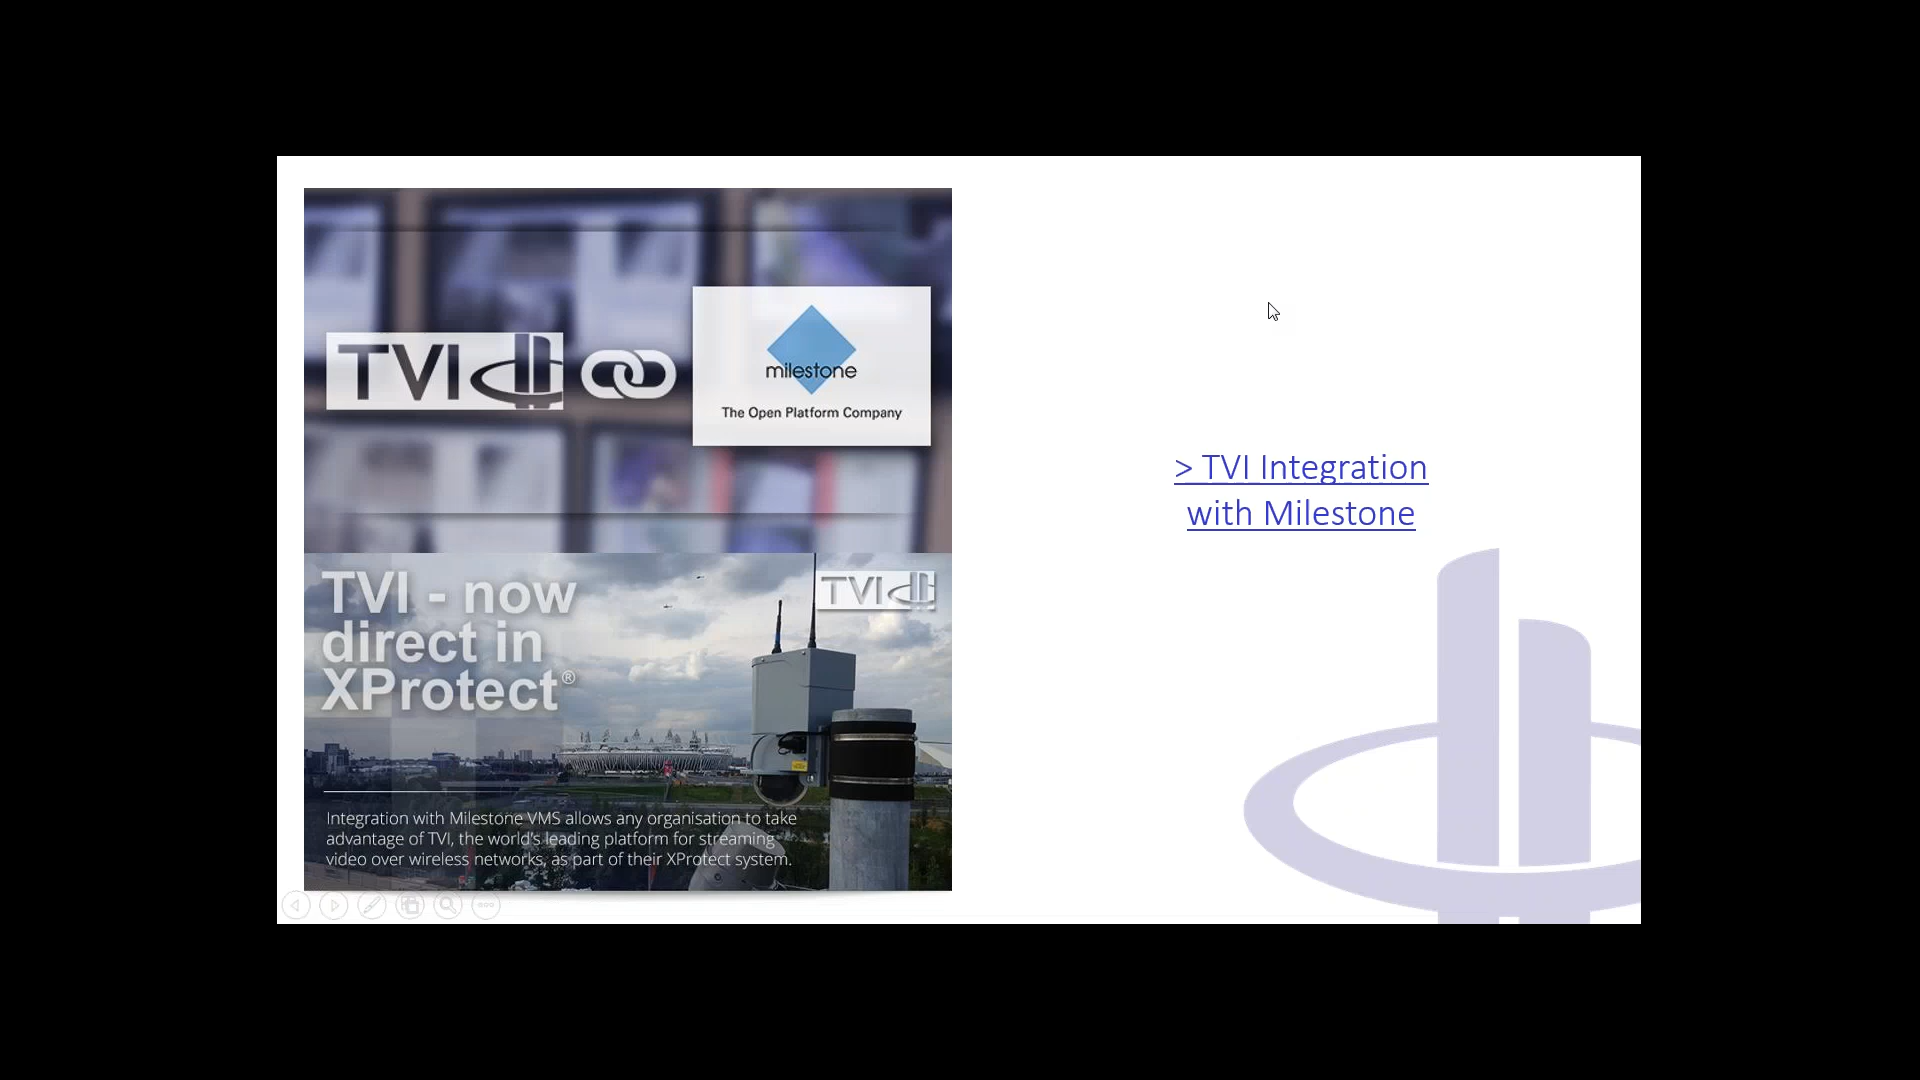 TVI
milestone
The Open Platform Company
TVI - now
direct in
XProtect®
TVI
Integration with Milestone VMS allows any organisation to take
advantage of TVI, the world's leading platform for streaming
video over wireless networks, as part of their XProtect system.
> TVI Integration
with Milestone